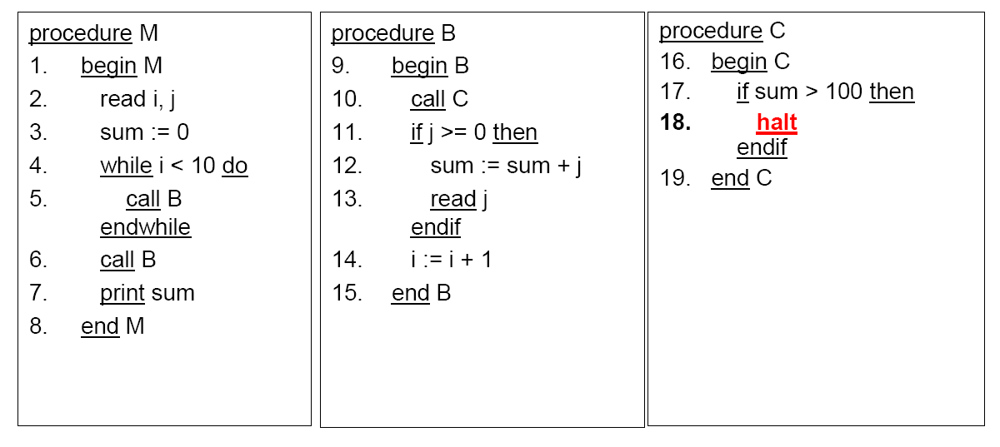 procedure M
1. begin M
2. read i, j
3. sum := 0
4. while i < 10 do
5. call B
endwhile
6. call B
7. print sum
8. end M
procedure B
9. begin B
10. call C
11. if j >= 0 then
12. sum := sum + j
13. read j
endif
14. i := i + 1
15. end B
procedure C
16. begin C
17. if sum > 100 then
18. halt
endif
19. end C